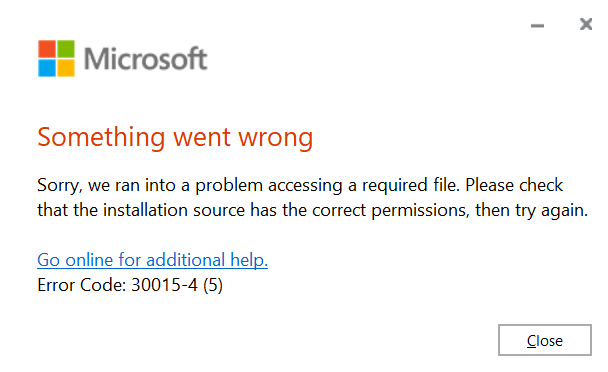 Microsoft
Something went wrong
Sorry, we ran into a problem accessing a required file. Please check
that the installation source has the correct permissions, then try again.
Go online for additional help.
Error Code: 30015-4 (5)
Close